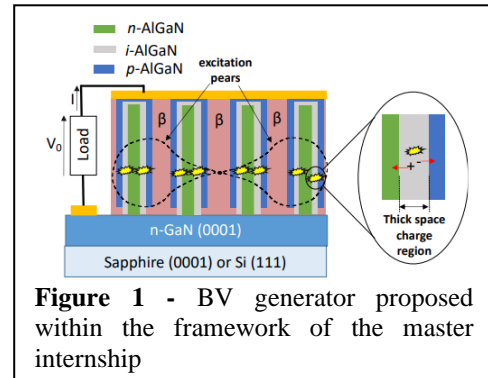 n-AlGaN
i-AlGaN
p-AlGaN
excitation
pears
I
V0
Load
β
β
β
+
-
Thick space
charge
region
n-GaN (0001)
Sapphire (0001) or Si (111)
Figure 1 - BV generator proposed
within the framework of the master
internship